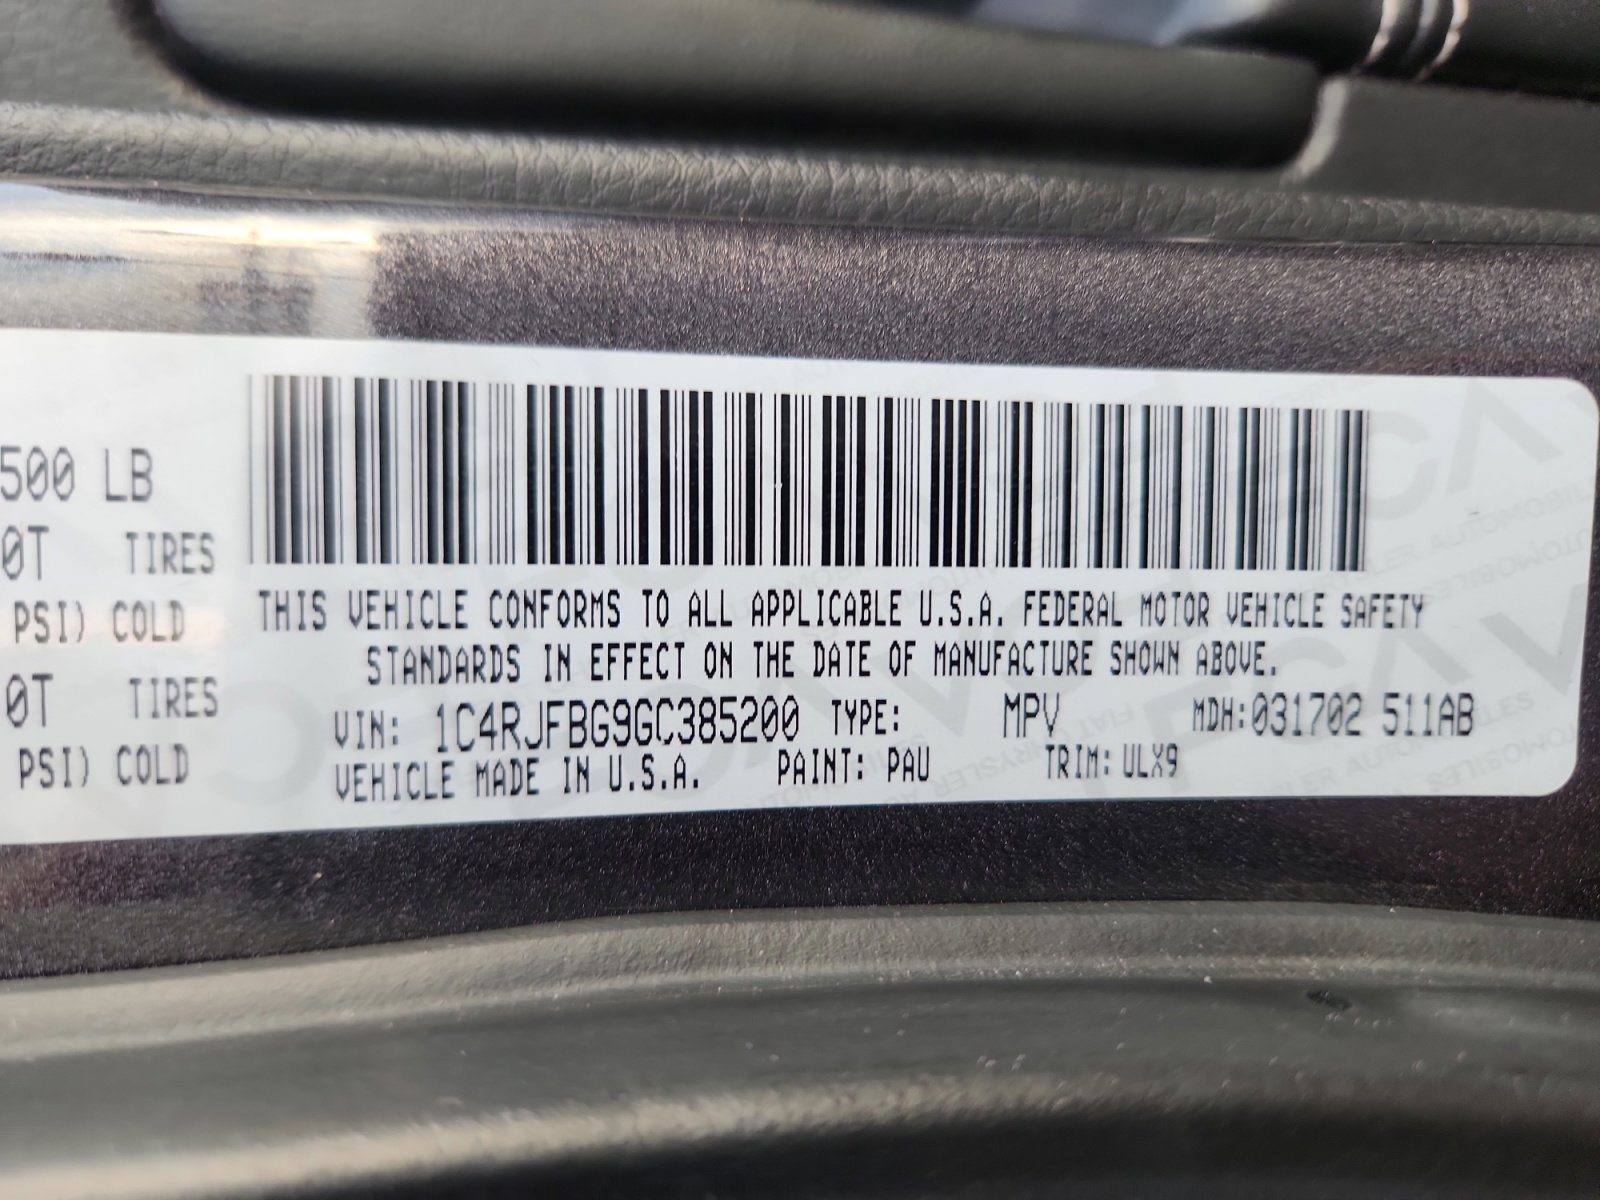 500 LB
0T TIRES
PSI) COLD
0T TIRES
PSI) COLD
THIS VEHICLE CONFORMS TO ALL APPLICABLE U.S.A. FEDERAL MOTOR VEHICLE SAFETY
STANDARDS IN EFFECT ON THE DATE OF MANUFACTURE SHOWN ABOVE.
VIN: 1C4RJFBG9GC385200 TYPE: MPV MDH:031702 511AB
VEHICLE MADE IN U.S.A. PAINT: PAU TRIM: ULX9